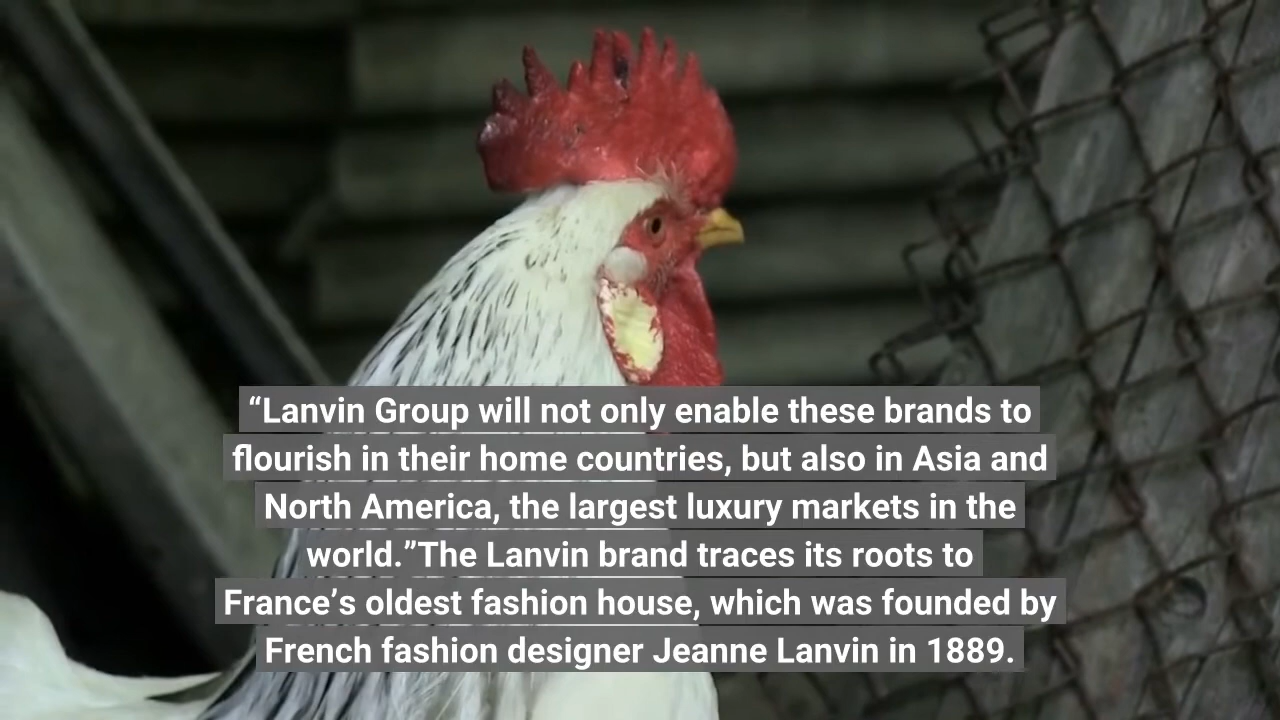 “Lanvin Group will not only enable these brands to
flourish in their home countries, but also in Asia and
North America, the largest luxury markets in the
world.”The Lanvin brand traces its roots to
France’s oldest fashion house, which was founded by
French fashion designer Jeanne Lanvin in 1889.